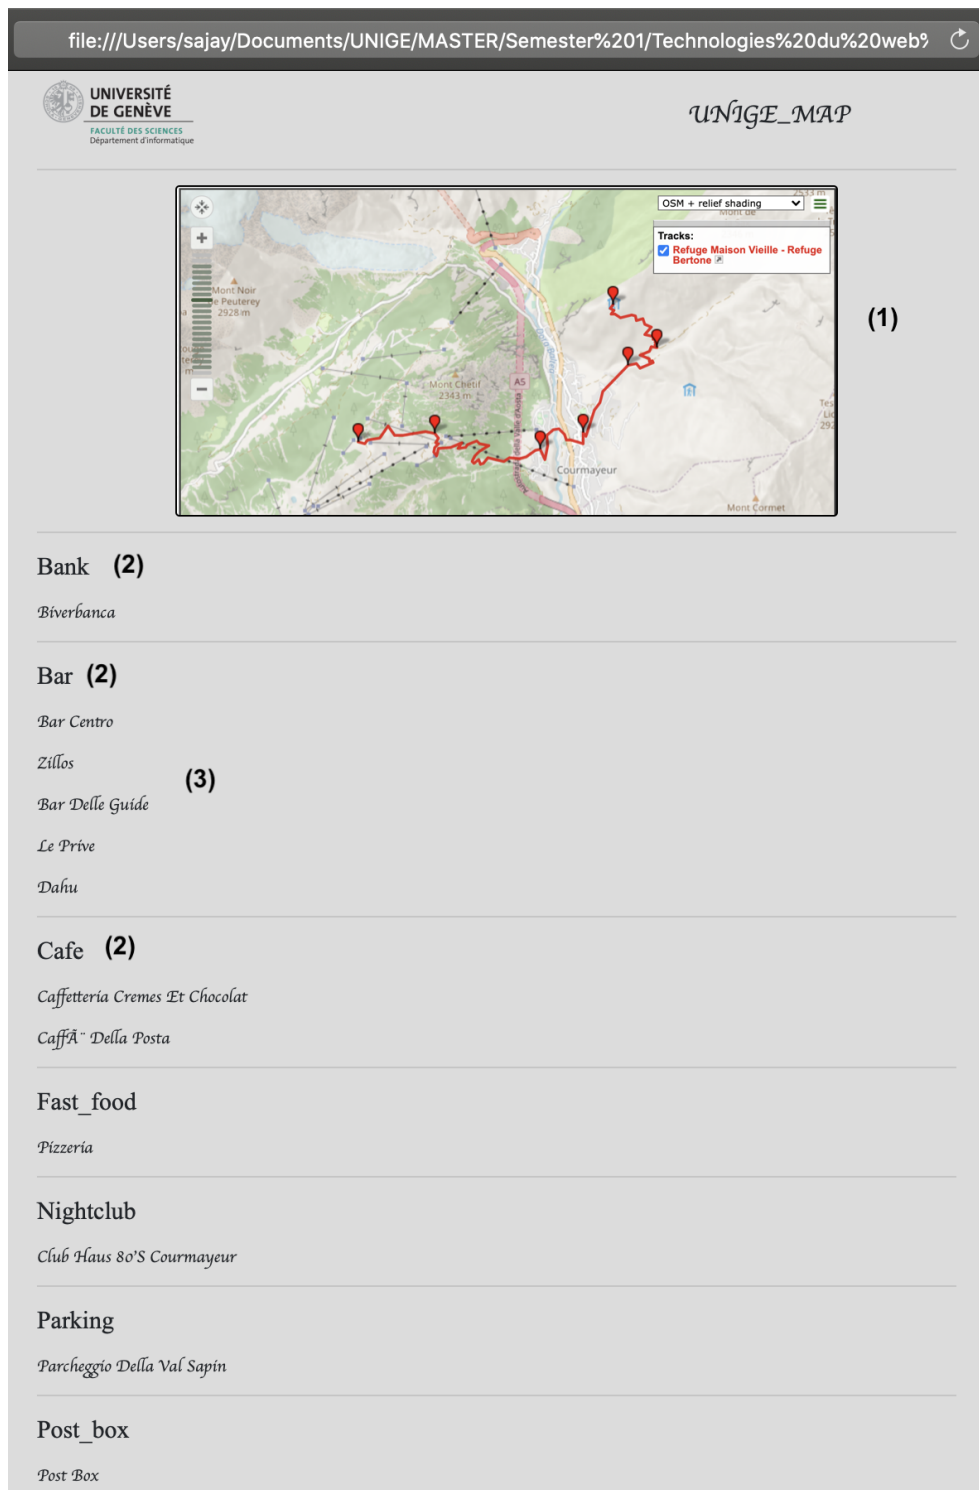 file:///Users/sajay/Documents/UNIGE/MASTER/Semester%201/Technologies%20du%20web%
UNIVERSITÉ
DE GENÈVE
FACULTÉ DES SCIENCES
Département d'informatique
UNIGE_MAP
OSM + relief shading
2533 m
Mont de
Tracks:
Refuge Maison Vieille - Refuge
Bertone
Mont Noir
de Peuterey
2928 m
(1)
Mont Chétif
2343 m
A5
Courmayeur
Mont Cormet
Bank (2)
Biverbanca
Bar (2)
Bar Centro
Zillos
(3)
Bar Delle Guide
Le Prive
Dahu
Cafe (2)
Caffetteria Cremes Et Chocolat
CaffÃ¨ Della Posta
Fast_food
Pizzeria
Nightclub
Club Haus 80'S Courmayeur
Parking
Parcheggio Della Val Sapin
Post_box
Post Box